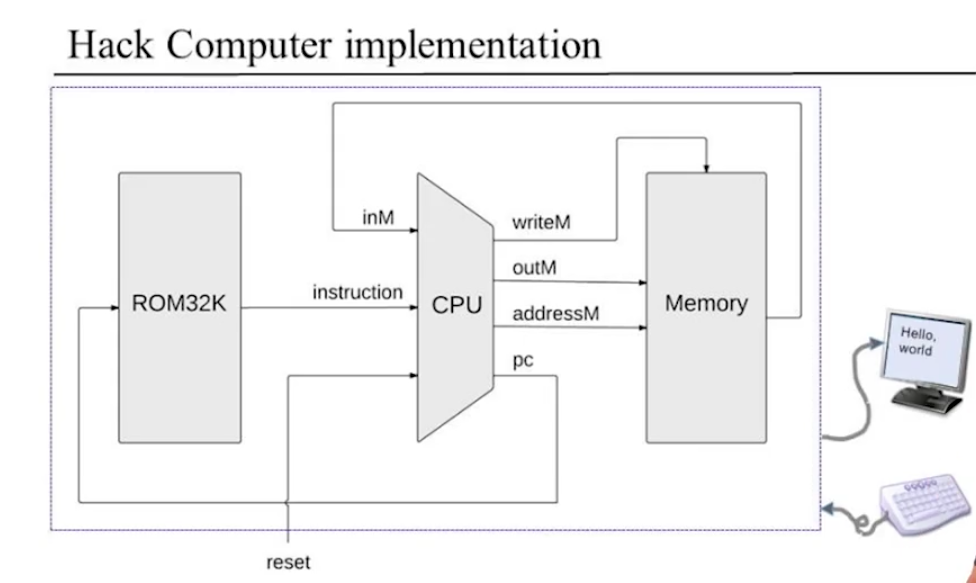 Hack Computer implementation
inM
writeM
outM
instruction
addressM
ROM32K
CPU
Memory
pc
Hello,
world
reset